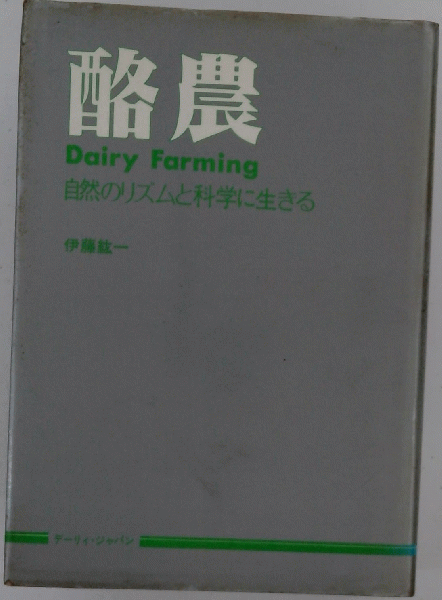 酪農
Dairy Farming
自然のリズムと科学に生きる
伊藤紘一
デーリィ・ジャパン